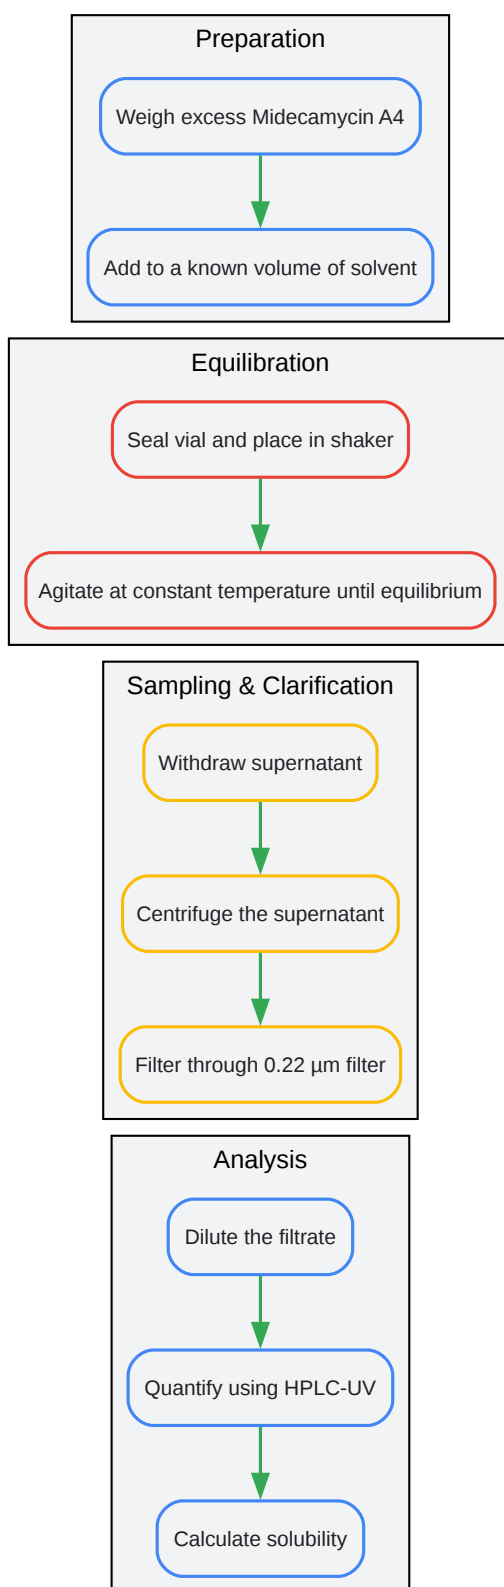 Preparation
Weigh excess Midecamycin A4
Add to a known volume of solvent
Equilibration
Seal vial and place in shaker
Agitate at constant temperature until equilibrium
Sampling & Clarification
Withdraw supernatant
Centrifuge the supernatant
Filter through 0.22 µm filter
Analysis
Dilute the filtrate
Quantify using HPLC-UV
Calculate solubility